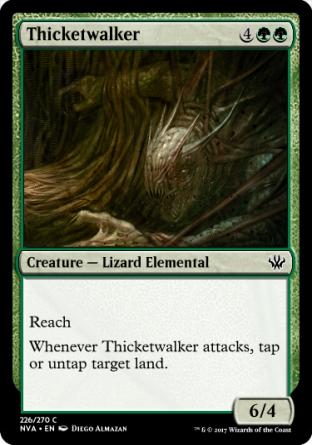 Thicketwalker 4
Creature — Lizard Elemental
Reach
Whenever Thicketwalker attacks, tap
or untap target land.
6/4
226/270 C
NVA • EN Diego Almazan
™ & © 2017 Wizards of the Coast